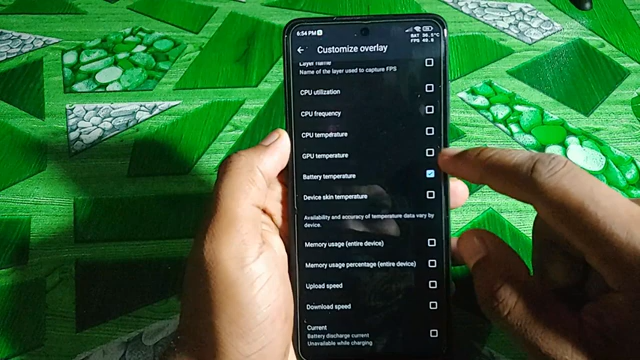 6:54 PM
BAT 38.5°C
FPS 40.8
Customize overlay
Layer name
Name of the layer used to capture FPS
CPU utilization
CPU frequency
CPU temperature
GPU temperature
Battery temperature
Device skin temperature
Availability and accuracy of temperature data vary by
device.
Memory usage (entire device)
Memory usage percentage (entire device)
Upload speed
Download speed
Current
Battery discharge current
Unavailable while charging